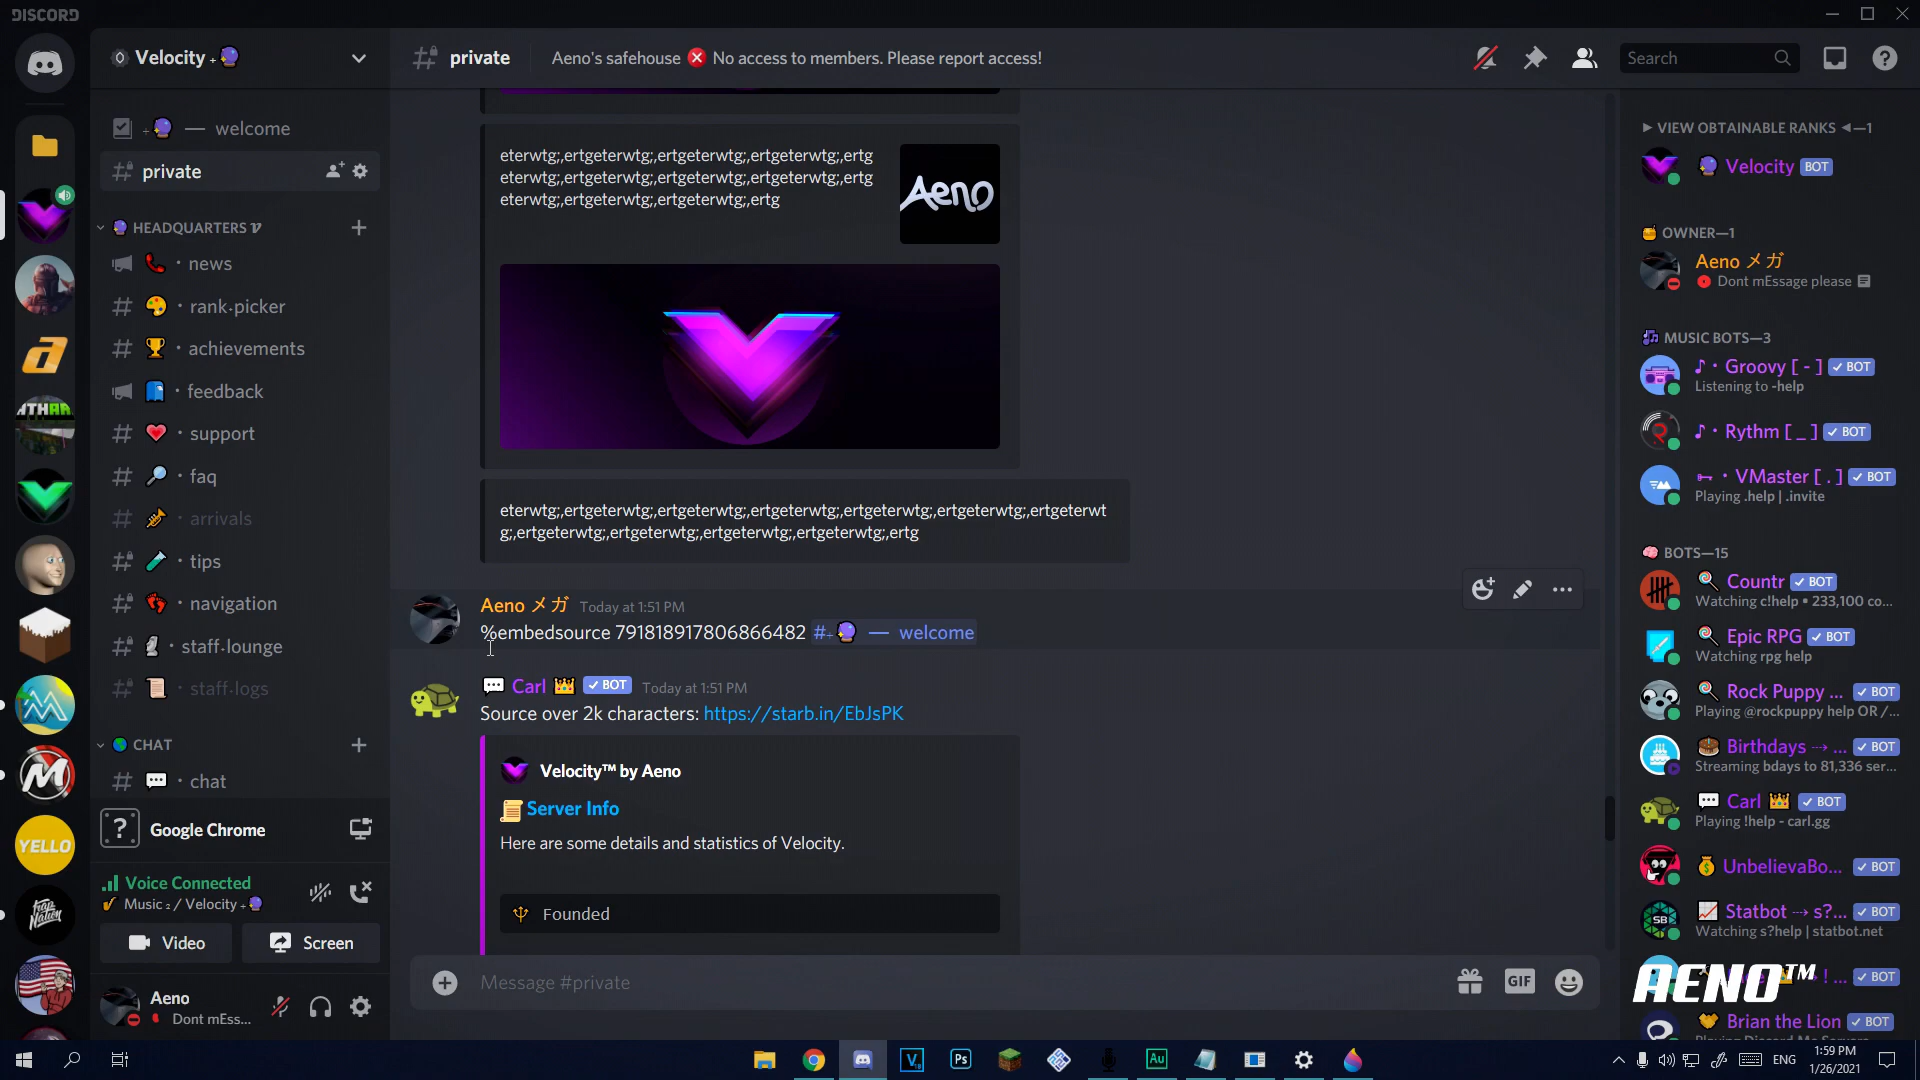 DISCORD
Velocity
private
Aeno's safehouse
No access to members. Please report access!
Search
— welcome
private
HEADQUARTERS V
news
rank-picker
achievements
feedback
support
faq
arrivals
tips
navigation
staff-lounge
staff-logs
CHAT
chat
Google Chrome
Voice Connected
Music 2 / Velocity
Video
Screen
Aeno
Dont mEss...
YELLO
Trap Nation
eterwtg;,ertgeterwtg;,ertgeterwtg;,ertgeterwtg;,ertg
eterwtg;,ertgeterwtg;,ertgeterwtg;,ertgeterwtg;,ertg
eterwtg;,ertgeterwtg;,ertgeterwtg;,ertg
Aeno
eterwtg;,ertgeterwtg;,ertgeterwtg;,ertgeterwtg;,ertgeterwtg;,ertgeterwtg;,ertgeterwt
g;,ertgeterwtg;,ertgeterwtg;,ertgeterwtg;,ertgeterwtg;,ertg
Aeno メガ Today at 1:51 PM
%embedsource 791818917806866482 # — welcome
Carl BOT Today at 1:51 PM
Source over 2k characters: https://starb.in/EbJsPK
Velocity™ by Aeno
Server Info
Here are some details and statistics of Velocity.
Founded
Message #private
GIF
VIEW OBTAINABLE RANKS ◄—1
Velocity BOT
OWNER—1
Aeno メガ
Dont mEssage please
MUSIC BOTS—3
Groovy [ - ] BOT
Listening to -help
Rythm [ _ ] BOT
VMaster [ . ] BOT
Playing .help | .invite
BOTS—15
Countr BOT
Watching c!help • 233,100 co...
Epic RPG BOT
Watching rpg help
Rock Puppy ... BOT
Playing @rockpuppy help OR /...
Birthdays ⇢ ... BOT
Streaming bdays to 81,336 ser...
Carl BOT
Playing !help - carl.gg
UnbelievaBo... BOT
Statbot ⇢ s?... BOT
Watching s?help | statbot.net
SB
AENO™
! ... BOT
Brian the Lion BOT
Ps
Au
ENG
1:59 PM
1/26/2021